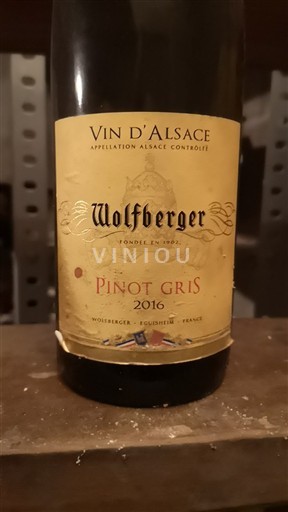 VIN D'ALSACE
APPELLATION ALSACE CONTRÔLÉE
Wolfberger
FONDÉE EN 1902
VINIOU
PINOT GRIS
2016
WOLFBERGER - EGUISHEIM - FRANCE